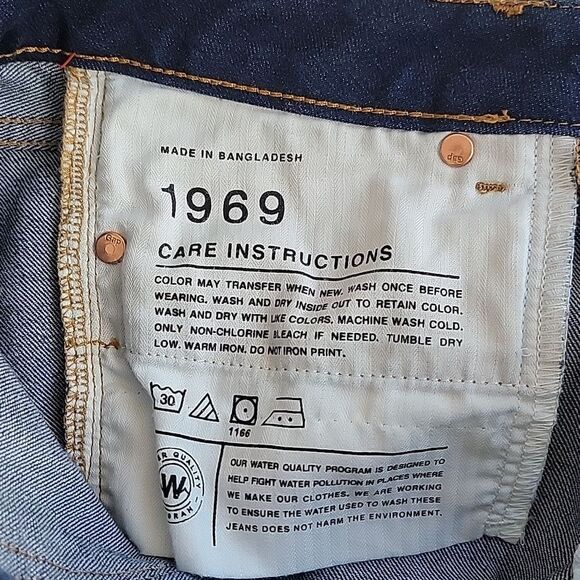 MADE IN BANGLADESH
gap
1969
Gap
CARE INSTRUCTIONS
COLOR MAY TRANSFER WHEN NEW. WASH ONCE BEFORE
WEARING. WASH AND DRY INSIDE OUT TO RETAIN COLOR.
WASH AND DRY WITH LIKE COLORS. MACHINE WASH COLD.
ONLY NON-CHLORINE BLEACH IF NEEDED. TUMBLE DRY
LOW. WARM IRON. DO NOT IRON PRINT.
30
1166
QUALITY
W
OUR WATER QUALITY PROGRAM IS DESIGNED TO
HELP FIGHT WATER POLLUTION IN PLACES WHERE
WE MAKE OUR CLOTHES. WE ARE WORKING
TO ENSURE THE WATER USED TO WASH THESE
JEANS DOES NOT HARM THE ENVIRONMENT.